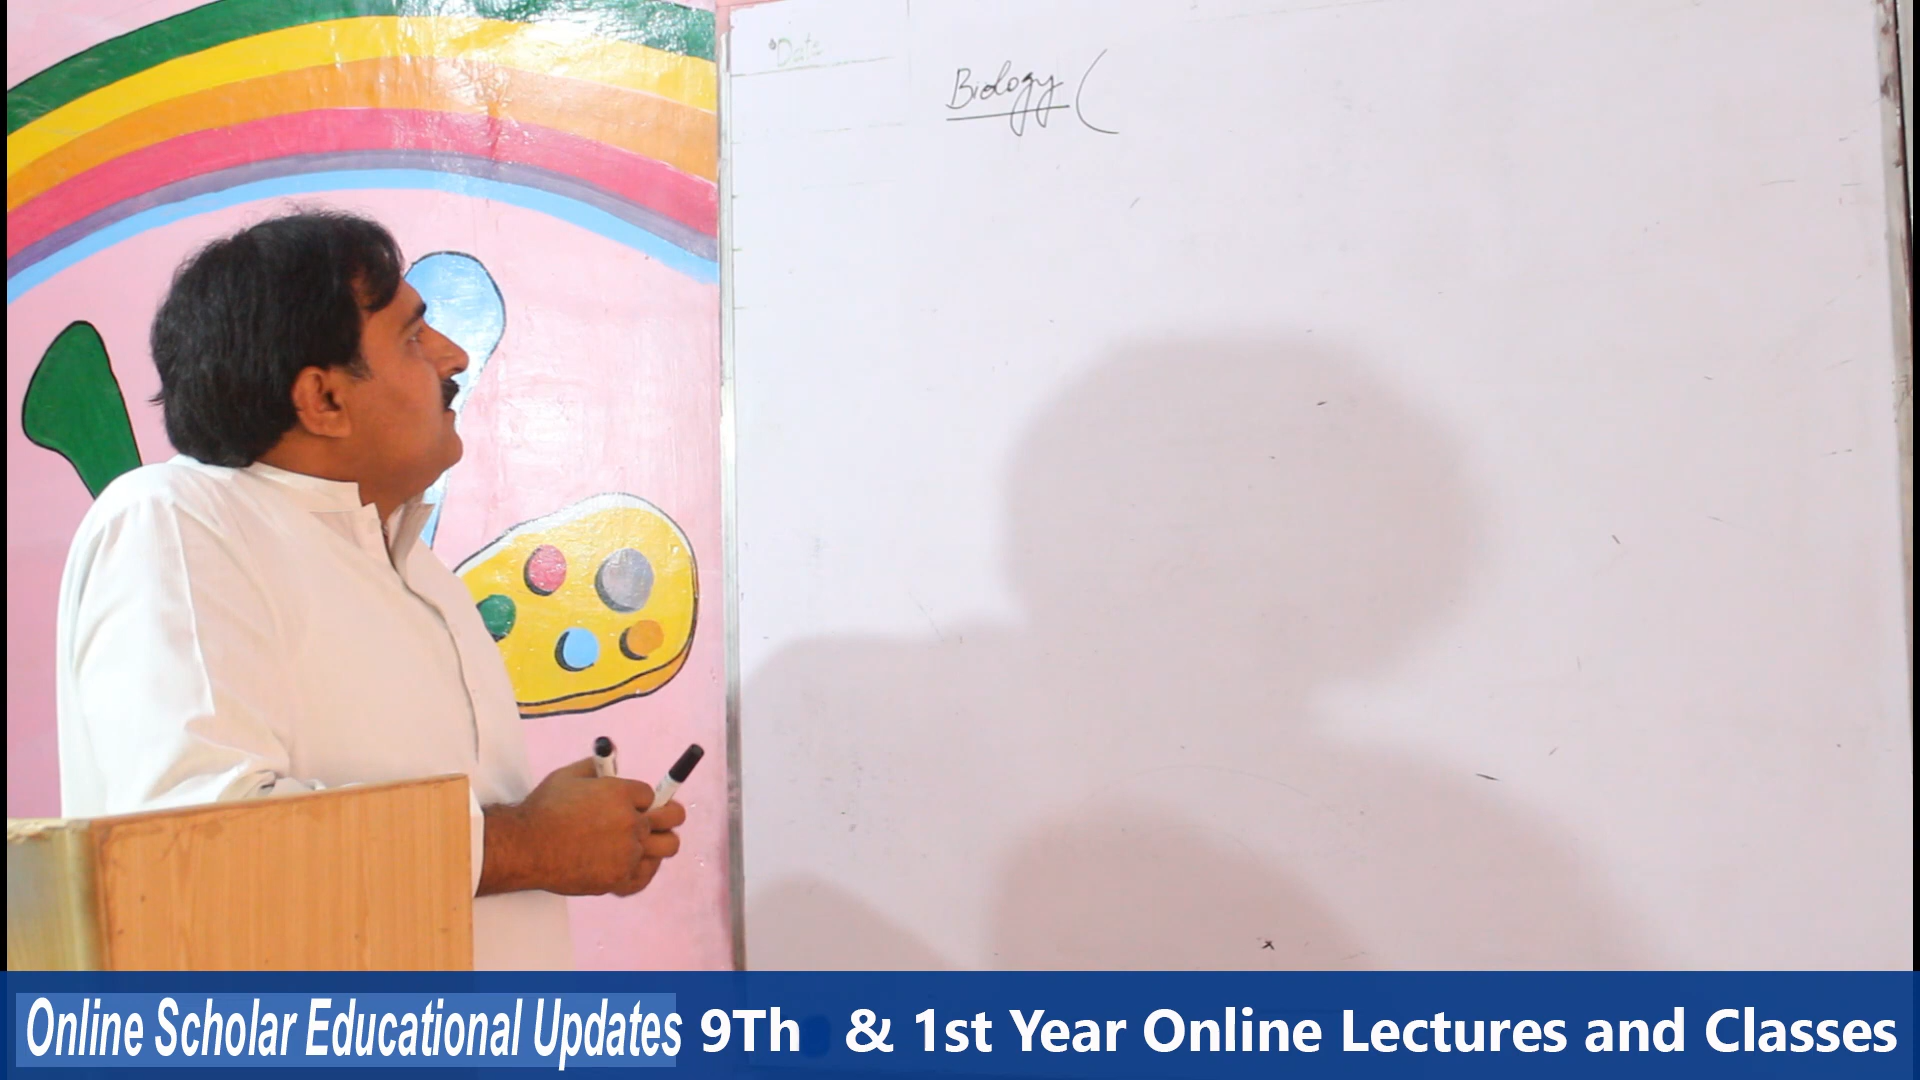 Date
Biology (
Online Scholar Educational Updates 9Th & 1st Year Online Lectures and Classes